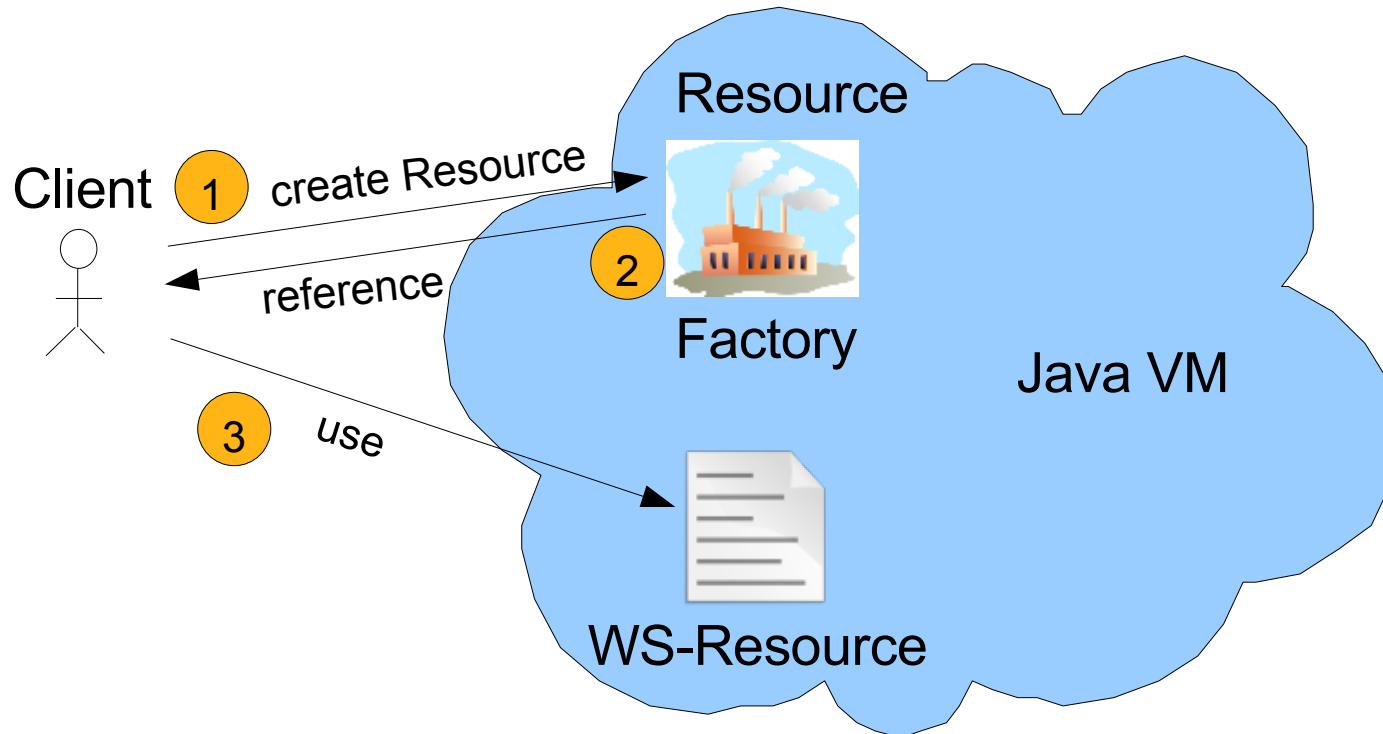 Resource
Client
1
create Resource
2
reference
Factory
Java VM
3
use
WS-Resource